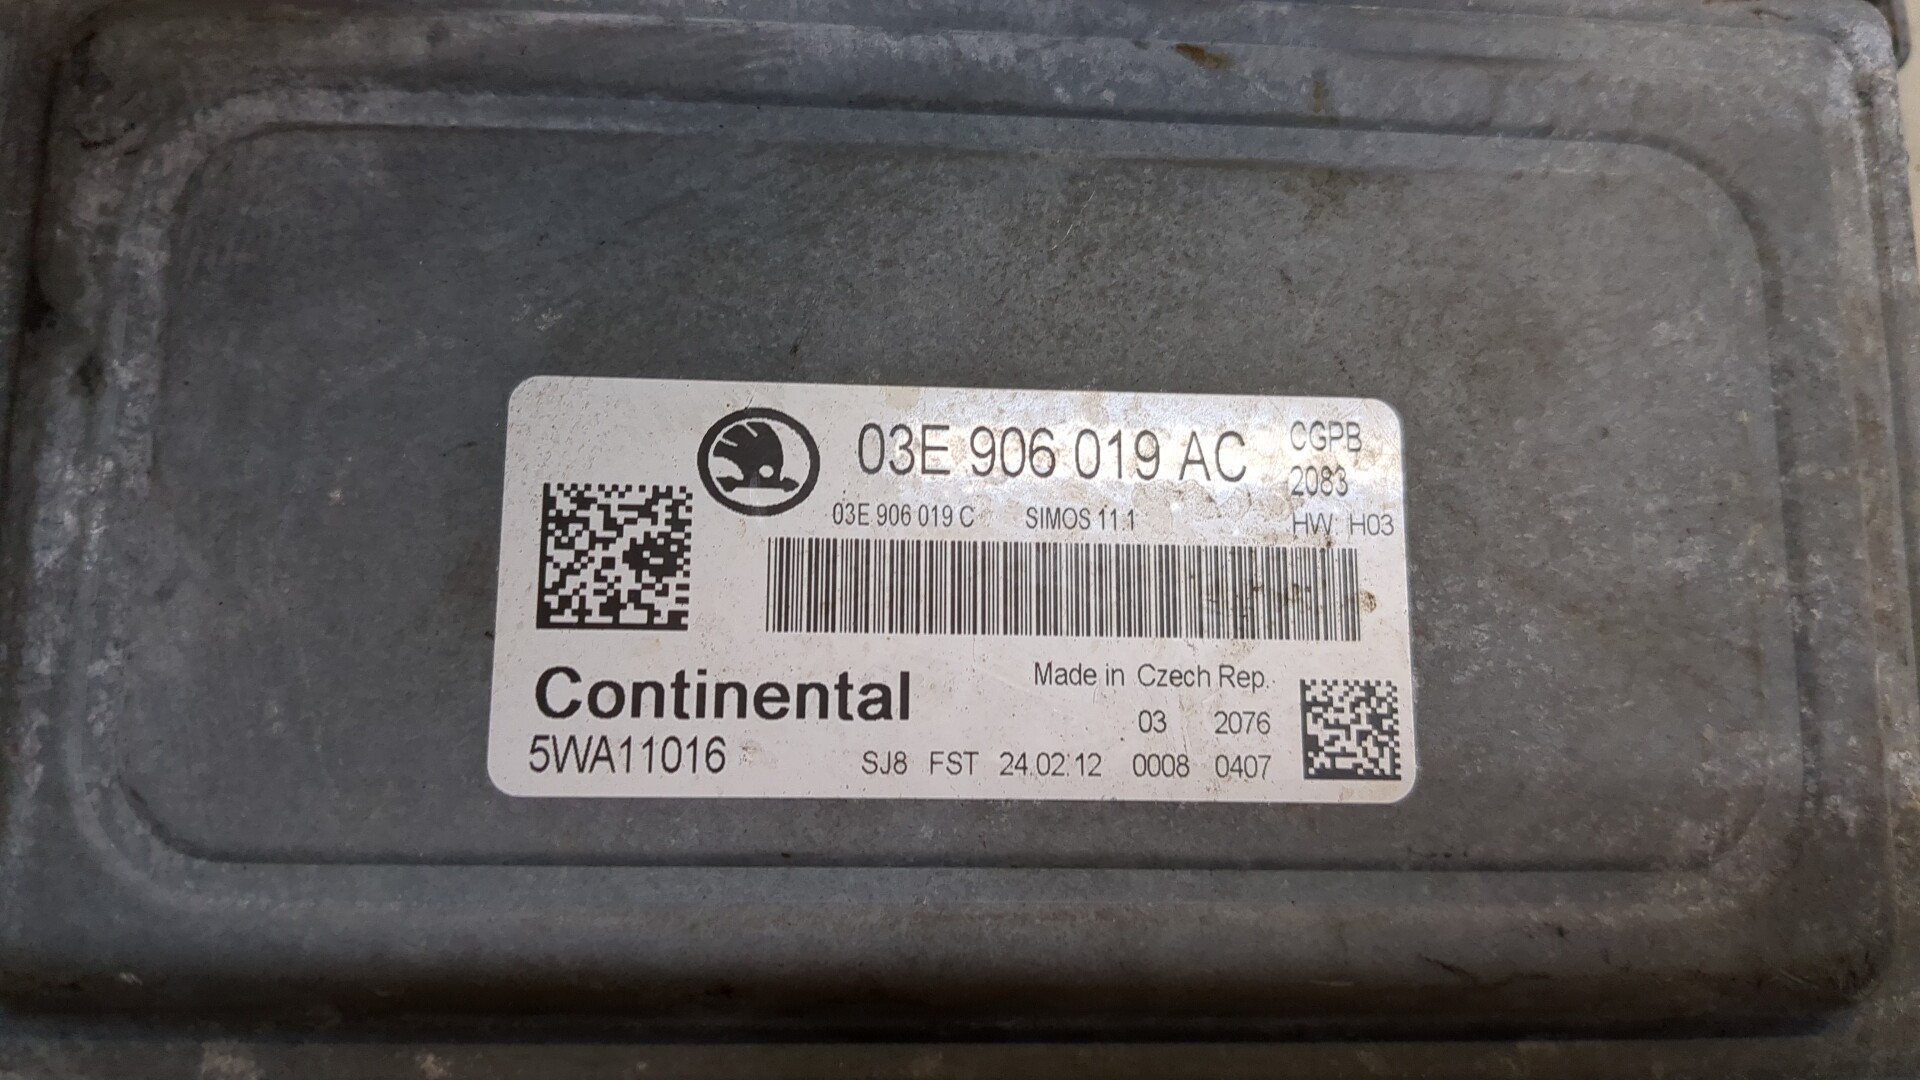 03E 906 019 AC CGPB
2083
03E 906 019 C SIMOS 11.1 HW: H03
Continental
Made in Czech Rep.
03 2076
5WA11016 SJ8 FST 24.02.12 0008 0407